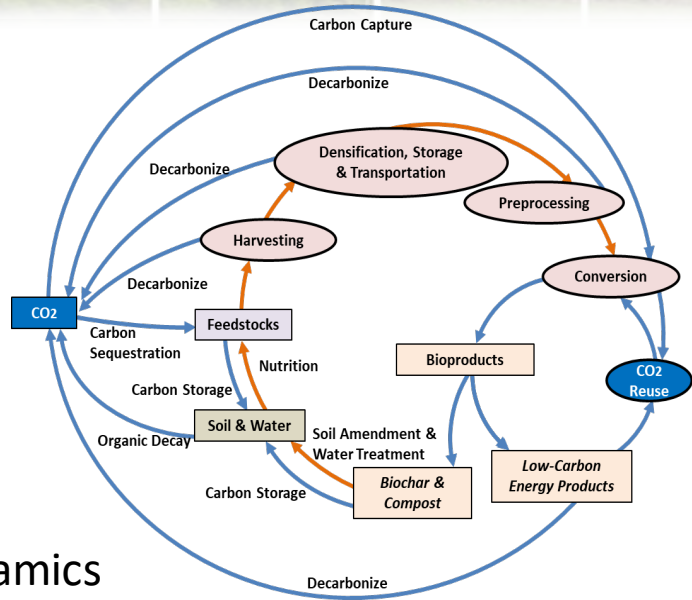 Carbon Capture
Decarbonize
Densification, Storage
& Transportation
Decarbonize
Preprocessing
Harvesting
Conversion
Decarbonize
CO2
Feedstocks
Carbon
Sequestration
Nutrition
Bioproducts
CO2
Reuse
Carbon Storage
Soil & Water
Organic Decay
Soil Amendment &
Water Treatment
Low-Carbon
Energy Products
Biochar &
Compost
Carbon Storage
amics
Decarbonize